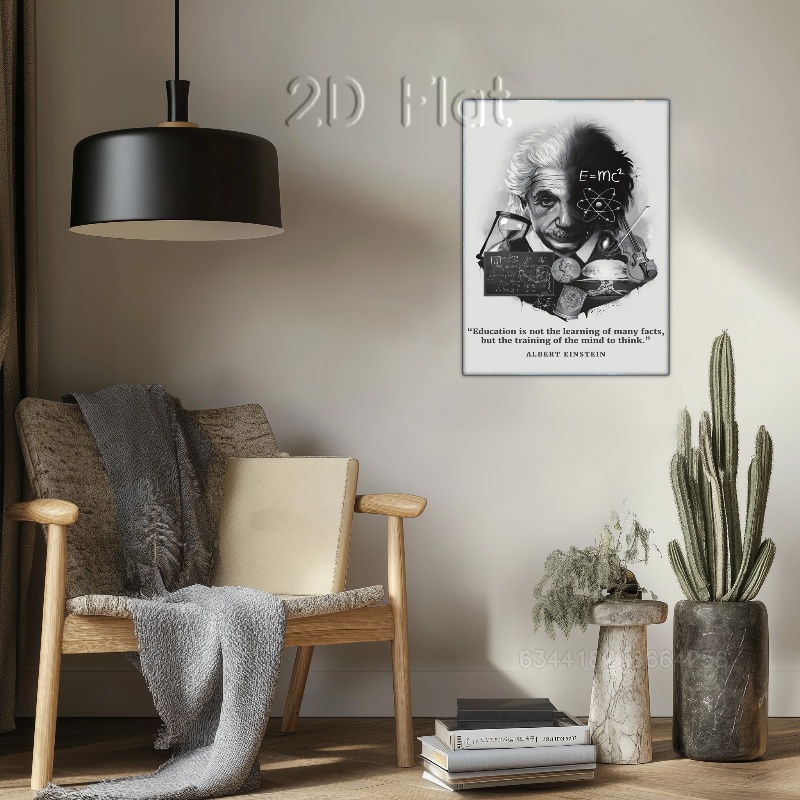 2D Flat
E=mc²
“Education is not the learning of many facts,
but the training of the mind to think.”
ALBERT EINSTEIN